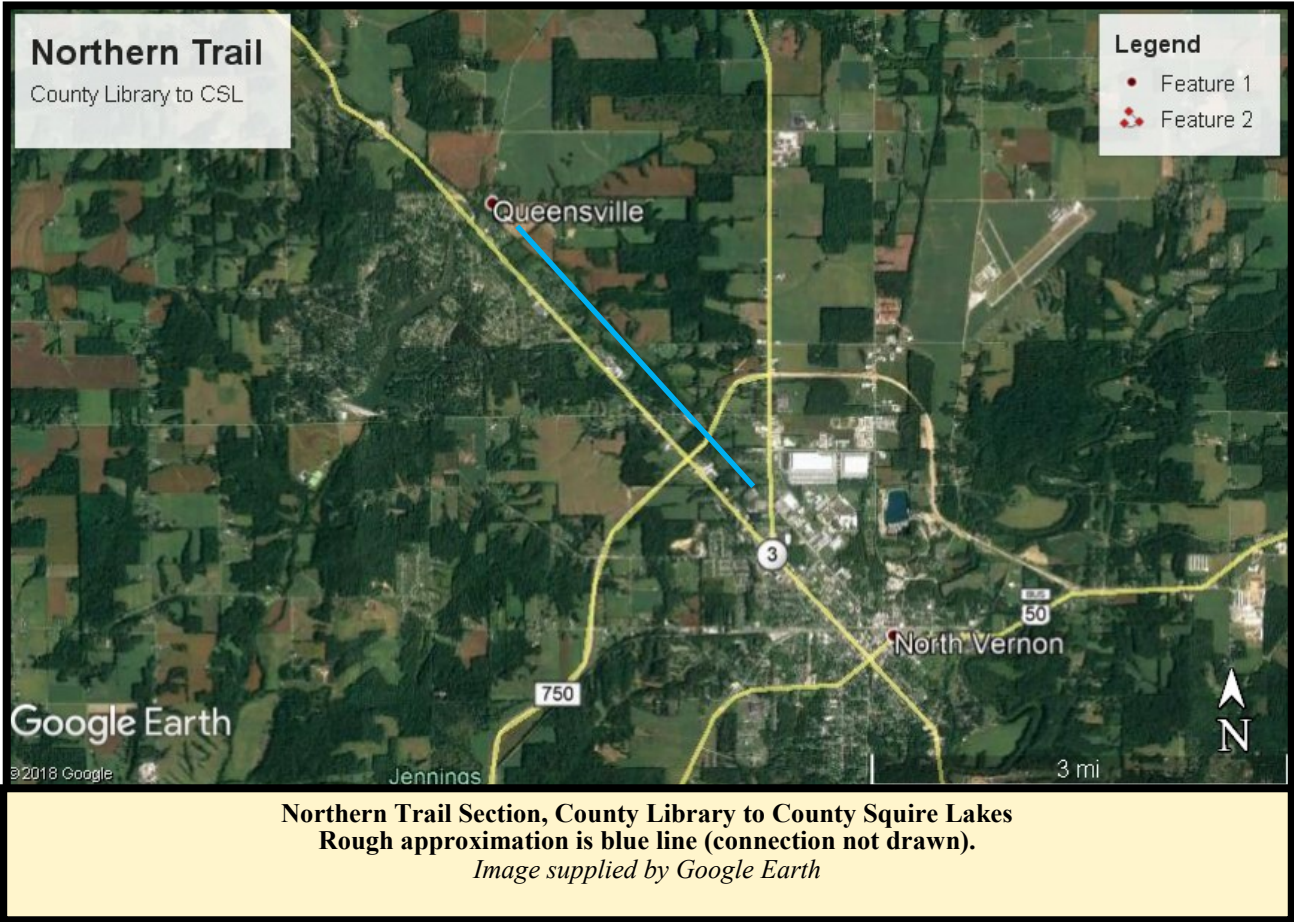 Northern Trail
County Library to CSL
Legend
Feature 1
Feature 2
Queensville
3
BUS
50
North Vernon
750
Google Earth
N
©2018 Google
Jennings
3 mi
Northern Trail Section, County Library to County Squire Lakes
Rough approximation is blue line (connection not drawn).
Image supplied by Google Earth